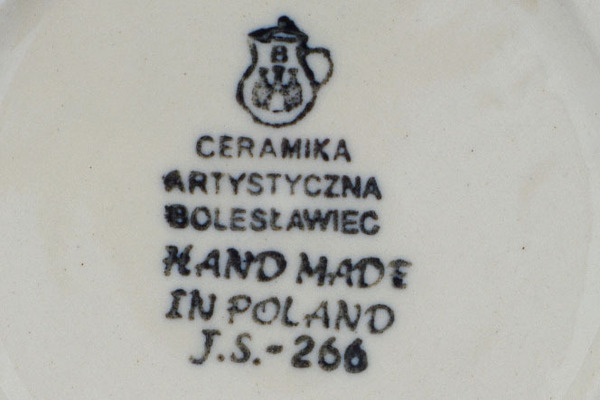 B
CERAMIKA
ARTYSTYCZNA
BOLESŁAWIEC
HAND MADE
IN POLAND
J.S.-266